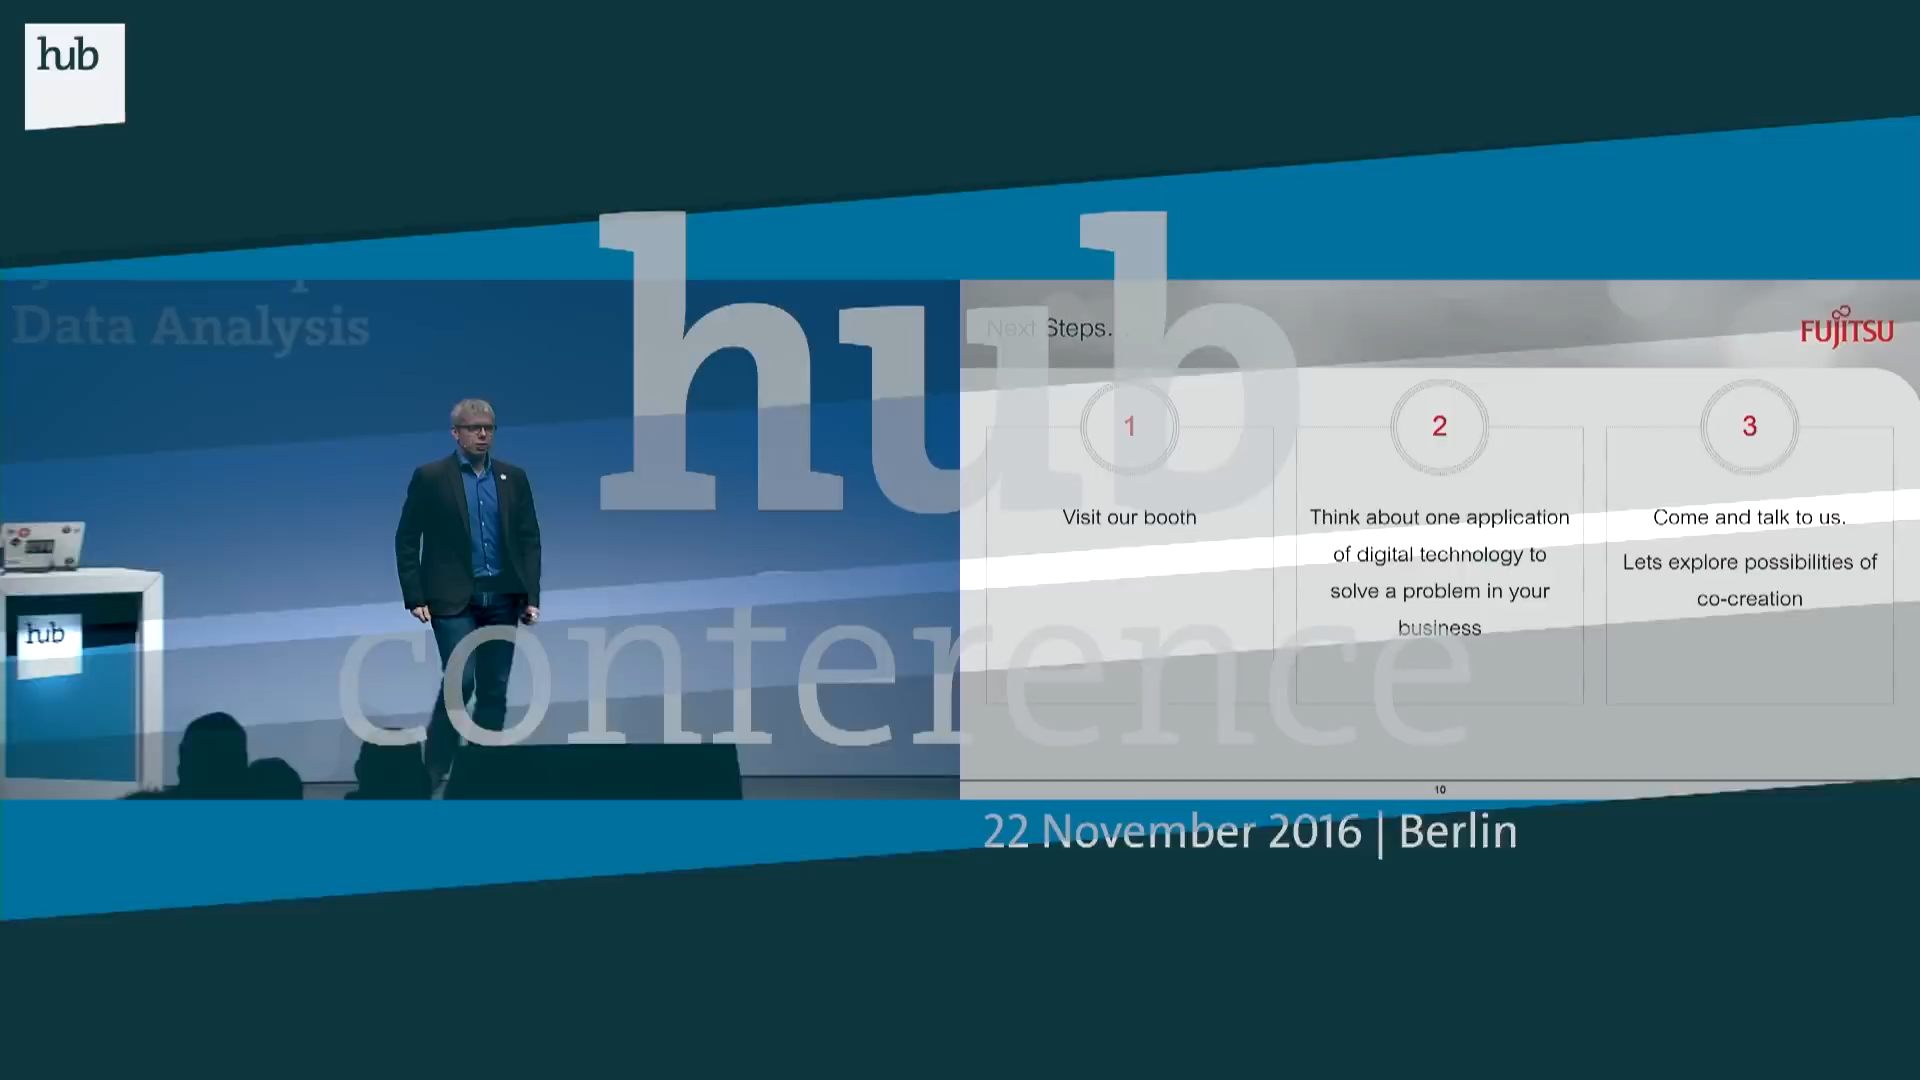 hub
Data Analysis
hub
hub
conference
Next Steps.
FUJITSU
1
Visit our booth
2
Think about one application
of digital technology to
solve a problem in your
business
3
Come and talk to us.
Lets explore possibilities of
co-creation
10
22 November 2016 | Berlin